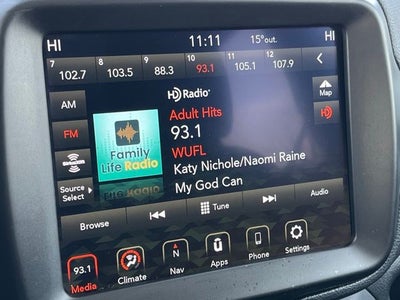 HI 11:11 15°out. HI
7 8 9 10 11 12
102.7 103.5 88.3 93.1 105.1 107.9
AM
HD Radio
Map
Adult Hits
FM
93.1
HD
WUFL
Family
Life Radio
SiriusXM
Katy Nichole/Naomi Raine
My God Can
Source
Select
Browse
Tune
Audio
93.1
Media
Climate
N
Nav
Apps
Phone
Settings